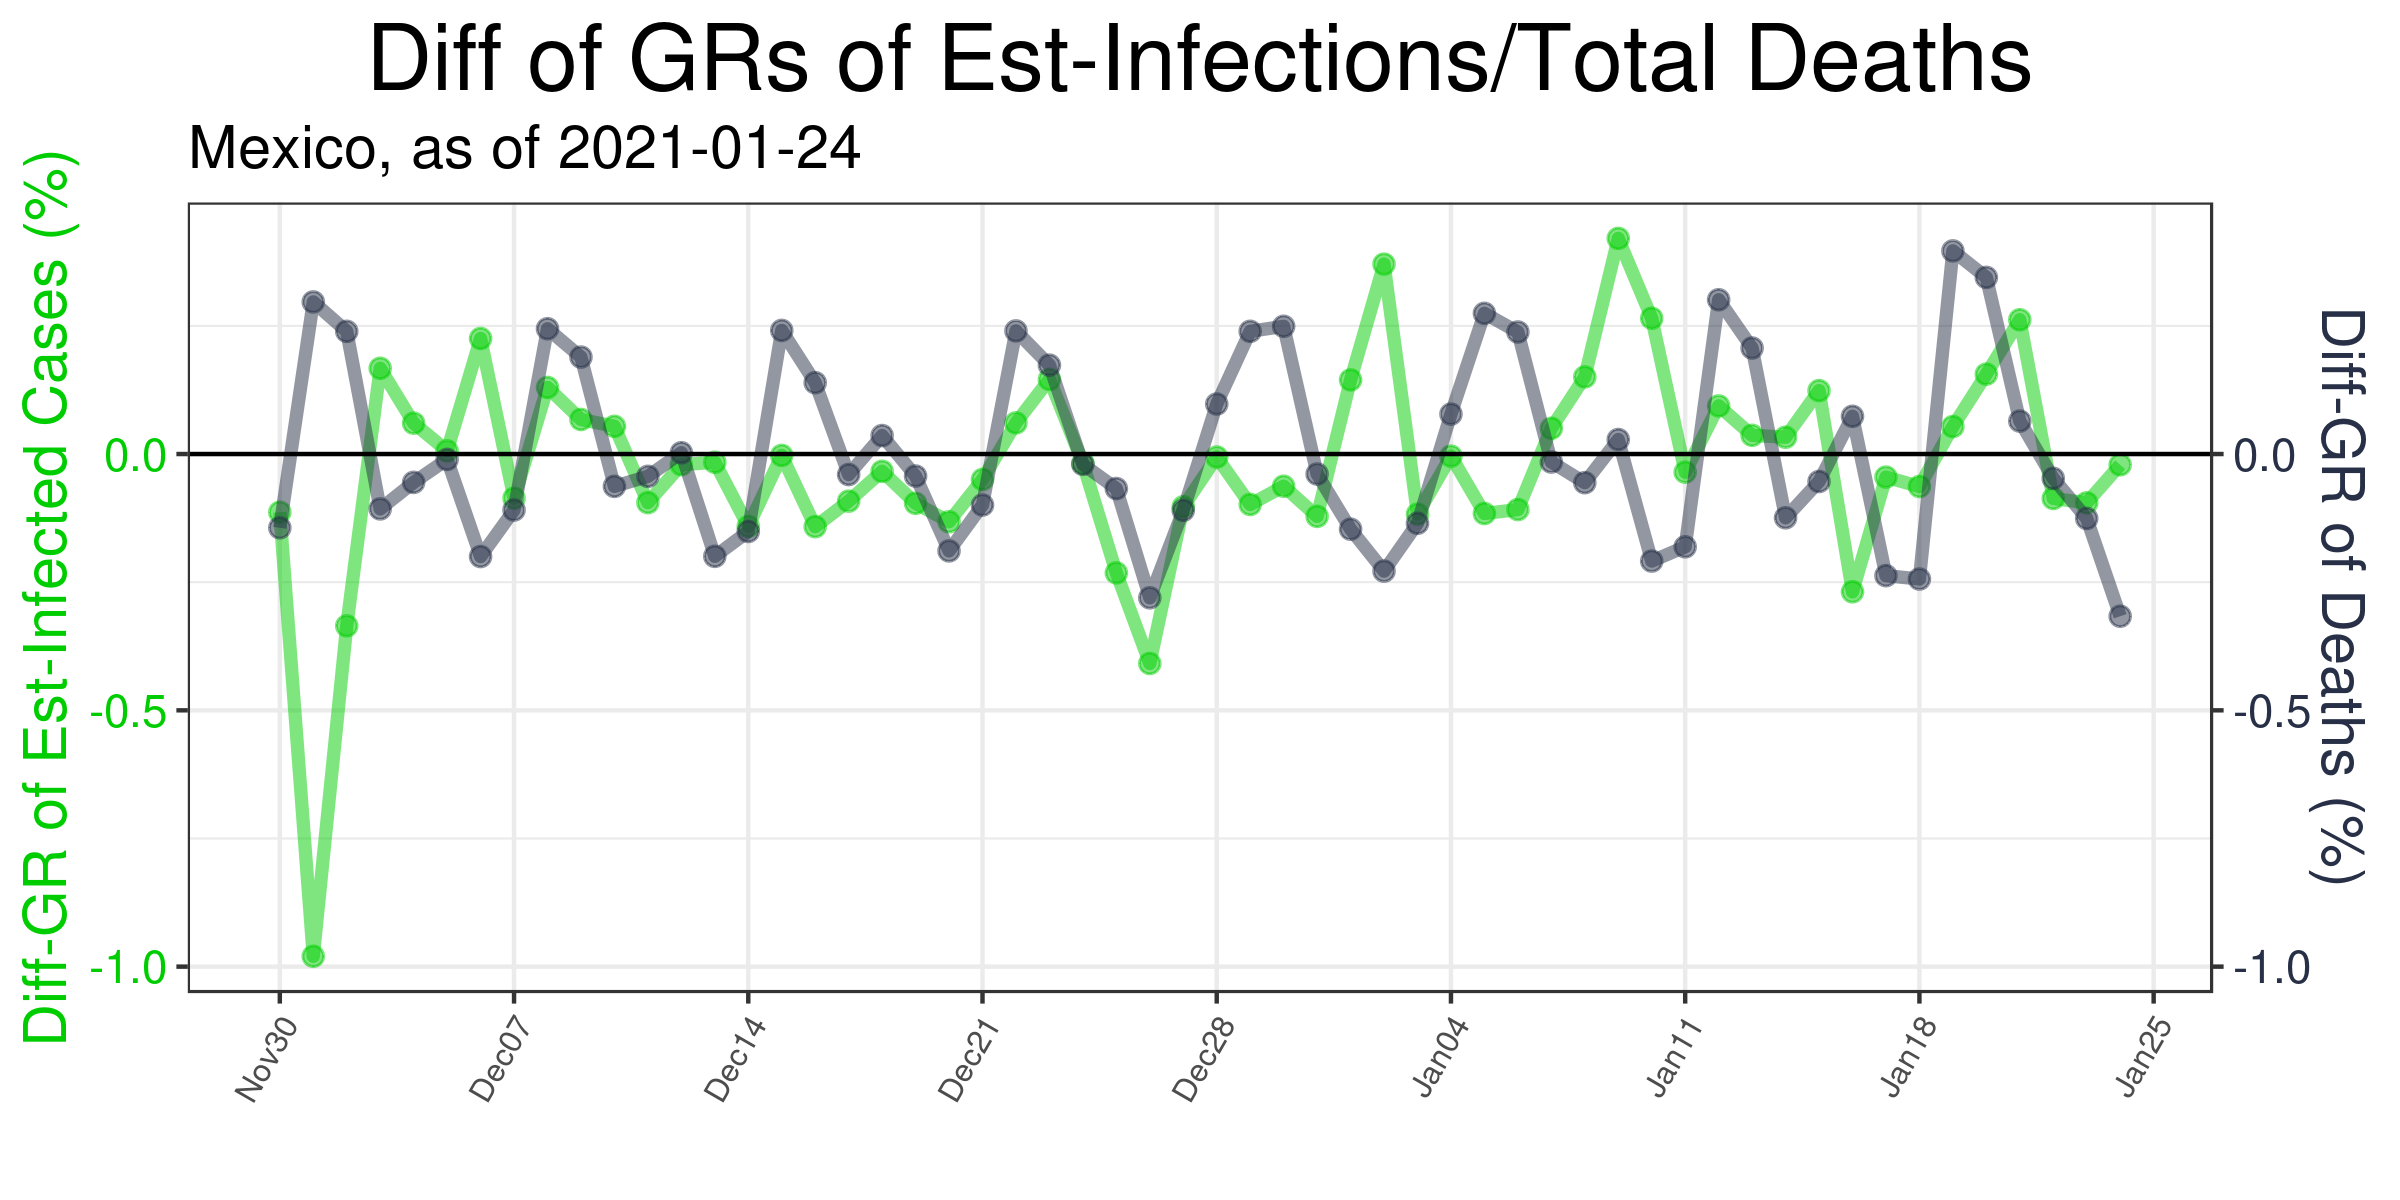 Diff of GRs of Est-Infections/Total Deaths
Mexico, as of 2021-01-24
Diff-GR of Est-Infected Cases (%)
0.0
-0.5
-1.0
0.0
-0.5
-1.0
Diff-GR of Deaths (%)
Nov30
Dec07
Dec14
Dec21
Dec28
Jan04
Jan11
Jan18
Jan25